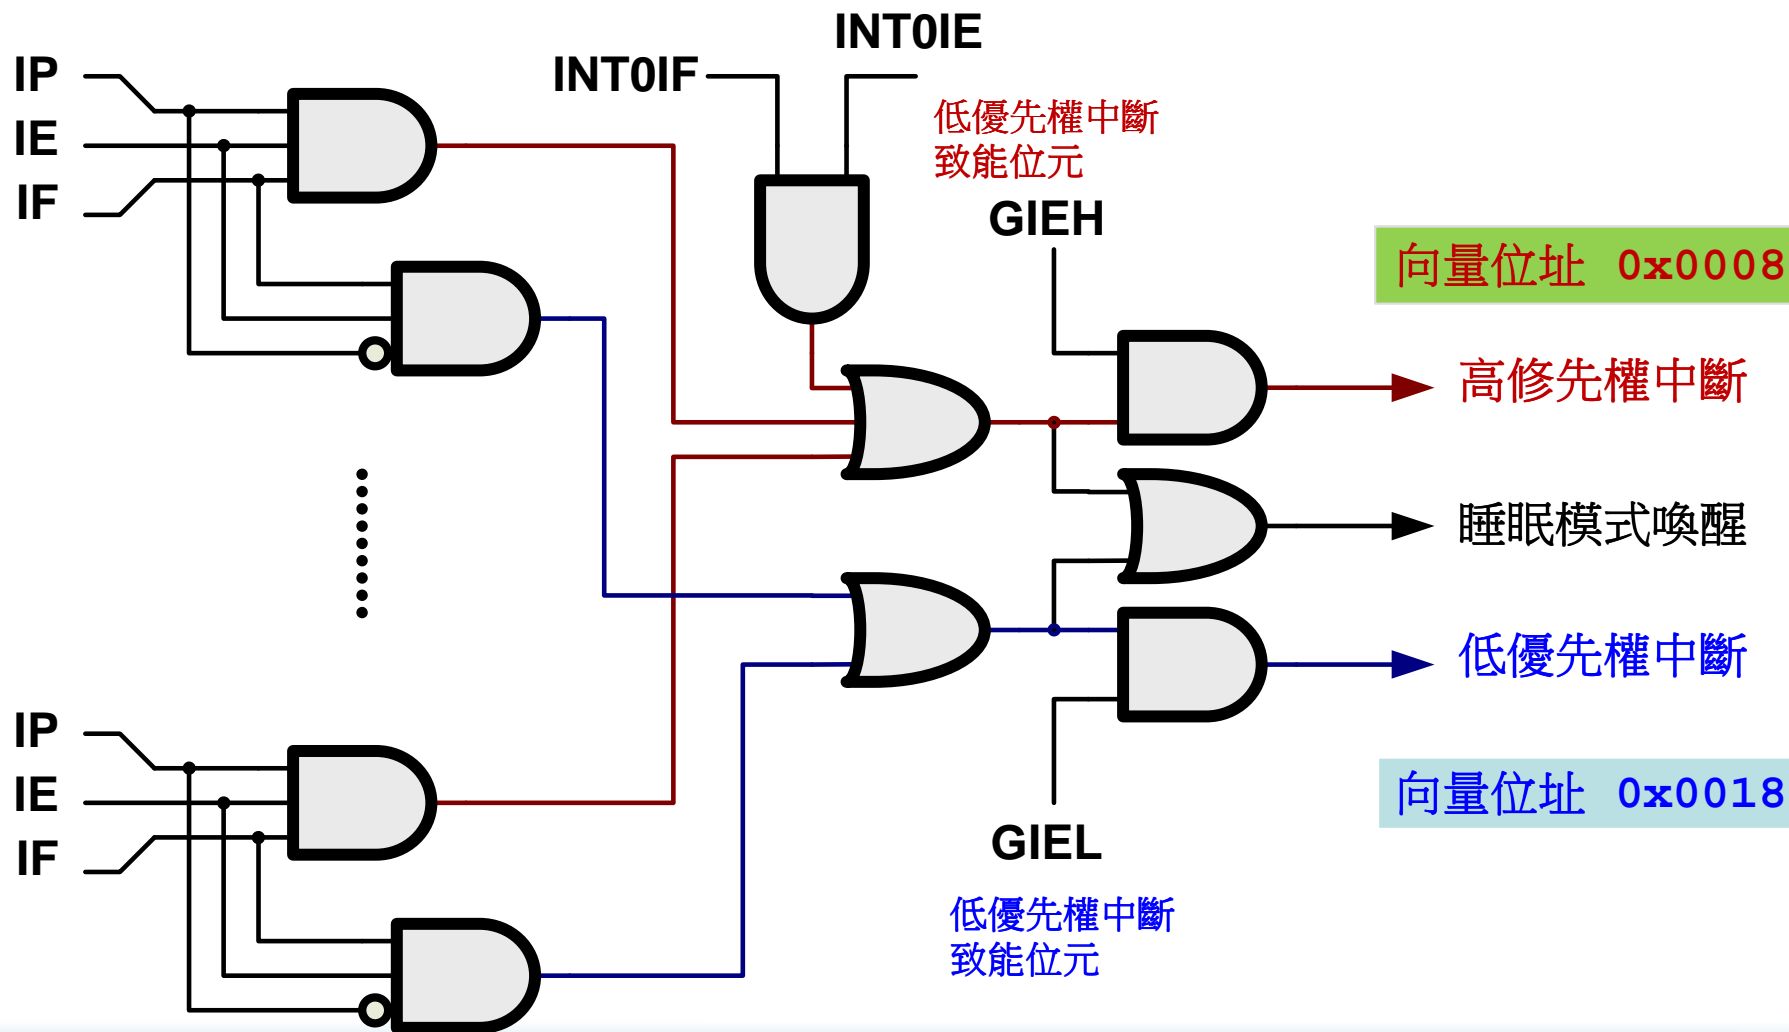 INT0IE
INT0IF
IP
IE
IF
低優先權中斷
致能位元
GIEH
向量位址 0x0008
高修先權中斷
睡眠模式喚醒
低優先權中斷
IP
IE
IF
向量位址 0x0018
GIEL
低優先權中斷
致能位元